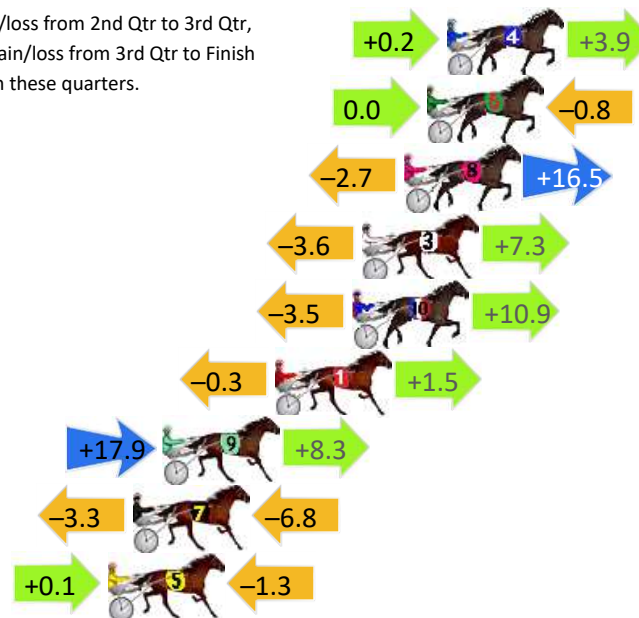 /loss from 2nd Qtr to 3rd Qtr,
ain/loss from 3rd Qtr to Finish
n these quarters.
+0.2 4 +3.9
0.0 6 –0.8
–2.7 8 +16.5
–3.6 3 +7.3
–3.5 10 +10.9
–0.3 1 +1.5
+17.9 9 +8.3
–3.3 7 –6.8
+0.1 5 –1.3